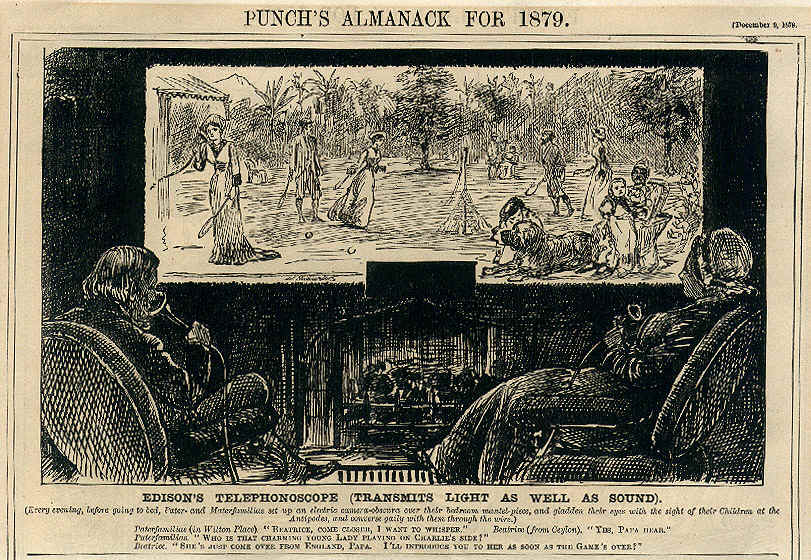 PUNCH'S ALMANACK FOR 1879.
[December 9, 1878.
EDISON'S TELEPHONOSCOPE (TRANSMITS LIGHT AS WELL AS SOUND).
(Every evening, before going to bed, Pater- and Materfamilias set up an electric camera-obscura over their bedroom mantel-piece, and gladden their eyes with the sight of their Children at the
Antipodes, and converse gaily with them through the wire.)
Paterfamilias (in Wilton Place). "BEATRICE, COME CLOSER, I WANT TO WHISPER." Beatrice (from Ceylon). "YES, PAPA DEAR."
Paterfamilias. "WHO IS THAT CHARMING YOUNG LADY PLAYING ON CHARLIE'S SIDE?"
Beatrice. "SHE'S JUST COME OVER FROM ENGLAND, PAPA. I'LL INTRODUCE YOU TO HER AS SOON AS THE GAME'S OVER!"